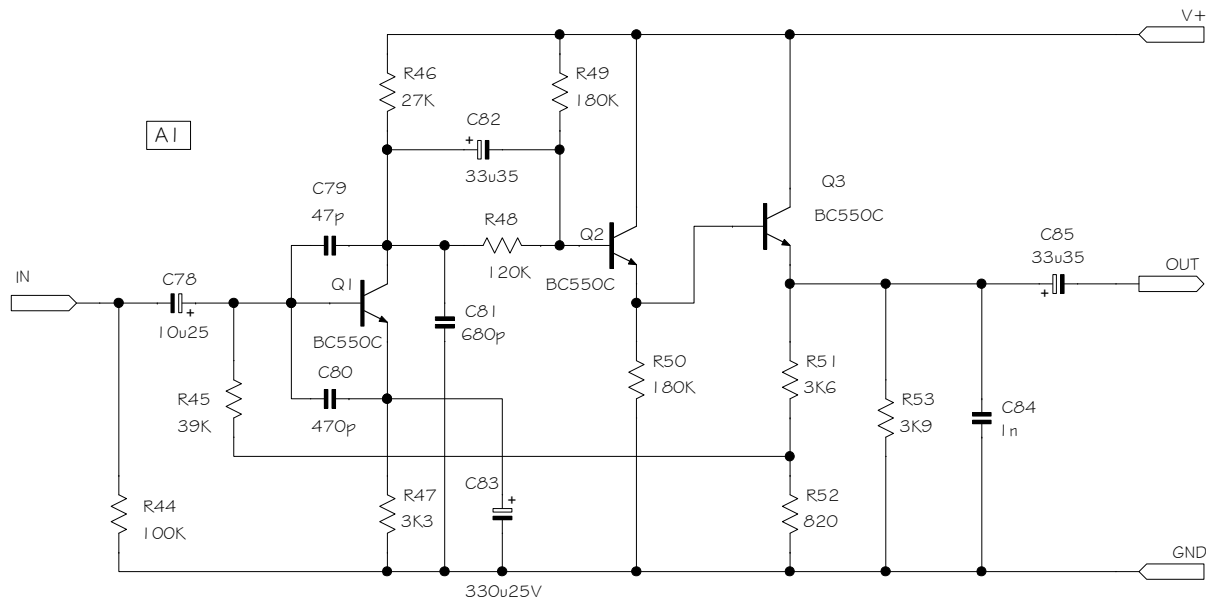 V+
R46
27K
R49
180K
C82
+
33u35
A1
Q3
BC550C
C79
47p
R48
120K
Q2
BC550C
C85
33u35
+
IN
C78
+
10u25
Q1
BC550C
C81
680p
OUT
C80
470p
R45
39K
R50
180K
R51
3K6
R53
3K9
C84
1n
R44
100K
R47
3K3
C83
+
330u25V
R52
820
GND